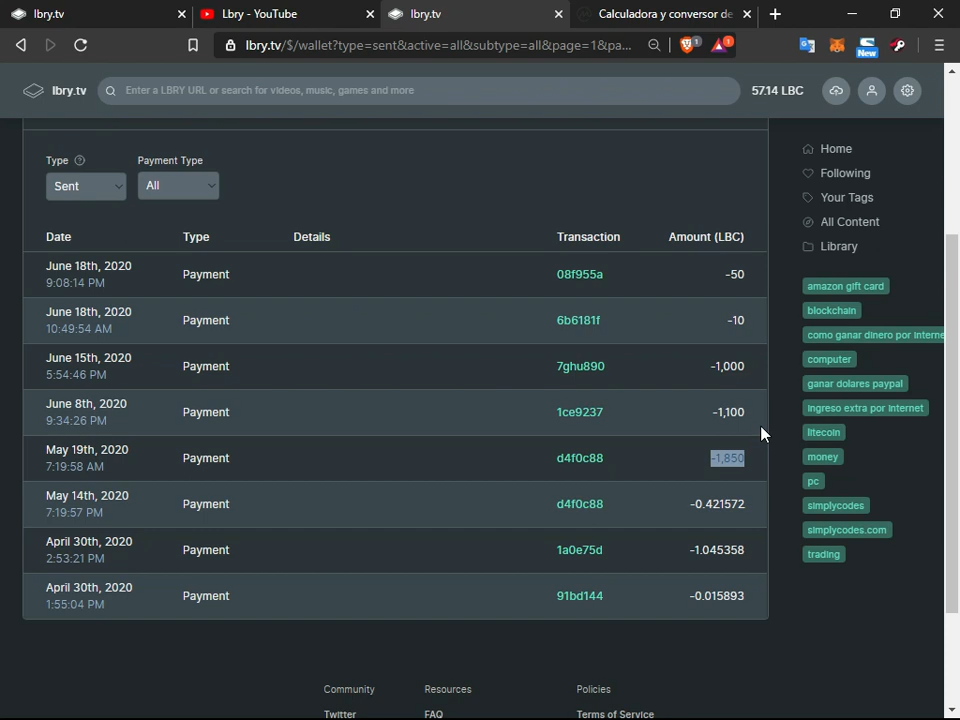 lbry.tv
Lbry - YouTube
lbry.tv
Calculadora y conversor de
lbry.tv/$/wallet?type=sent&active=all&subtype=all&page=1&pa...
1
1
New
lbry.tv
Enter a LBRY URL or search for videos, music, games and more
57.14 LBC
Type
Payment Type
Sent
All
Home
Following
Your Tags
All Content
Library
Date Type Details Transaction Amount (LBC)
June 18th, 2020
9:08:14 PM
Payment 08f955a -50
June 18th, 2020
10:49:54 AM
Payment 6b6181f -10
June 15th, 2020
5:54:46 PM
Payment 7ghu890 -1,000
June 8th, 2020
9:34:26 PM
Payment 1ce9237 -1,100
May 19th, 2020
7:19:58 AM
Payment d4f0c88 -1,850
May 14th, 2020
7:19:57 PM
Payment d4f0c88 -0.421572
April 30th, 2020
2:53:21 PM
Payment 1a0e75d -1.045358
April 30th, 2020
1:55:04 PM
Payment 91bd144 -0.015893
amazon gift card
blockchain
como ganar dinero por interne
computer
ganar dolares paypal
ingreso extra por internet
litecoin
money
pc
simplycodes
simplycodes.com
trading
Community
Resources
Policies
Twitter
FAQ
Terms of Service